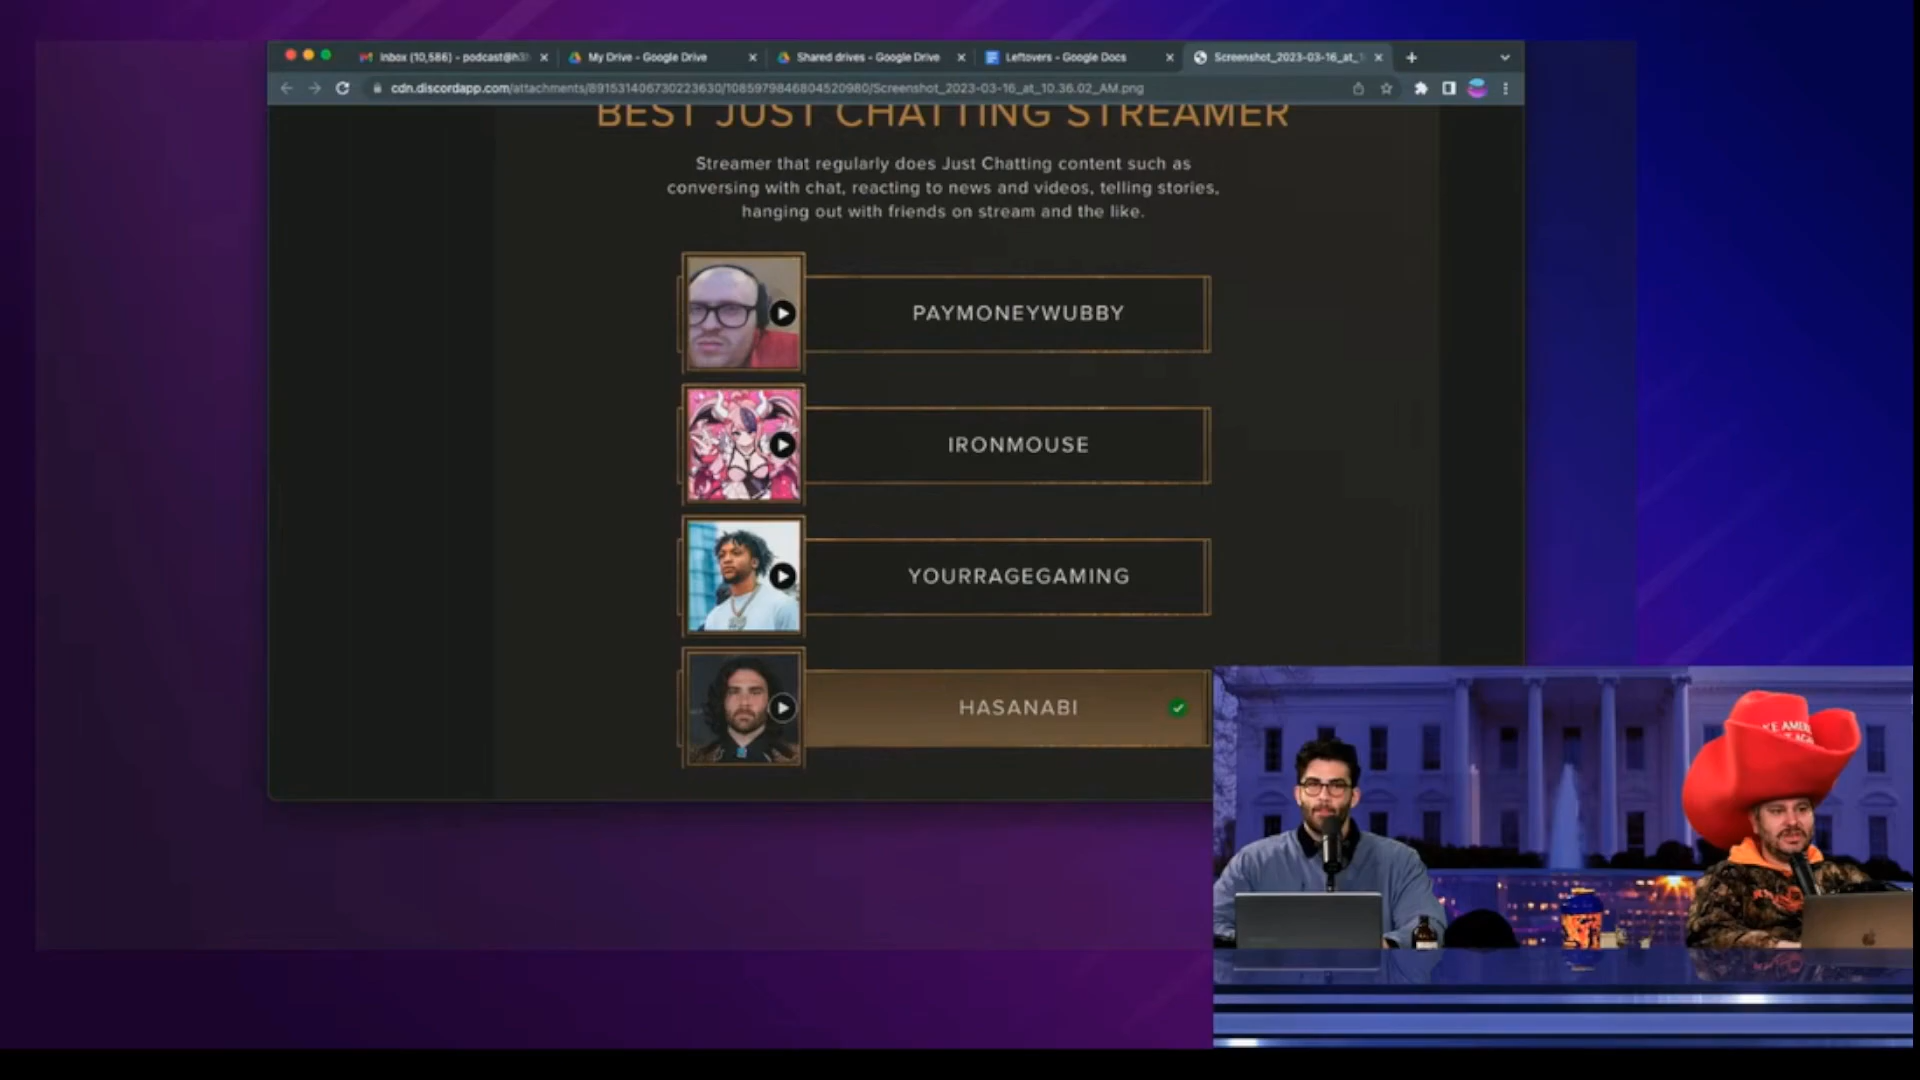 Inbox (10,586) - podcast@h3
My Drive - Google Drive
Shared drives - Google Drive
Leftovers - Google Docs
Screenshot_2023-03-16_at_1
cdn.discordapp.com/attachments/891531406730223630/1085979846804520980/Screenshot_2023-03-16_at_10.36.02_AM.png
BEST JUST CHATTING STREAMER
Streamer that regularly does Just Chatting content such as
conversing with chat, reacting to news and videos, telling stories,
hanging out with friends on stream and the like.
PAYMONEYWUBBY
IRONMOUSE
YOURRAGEGAMING
HASANABI